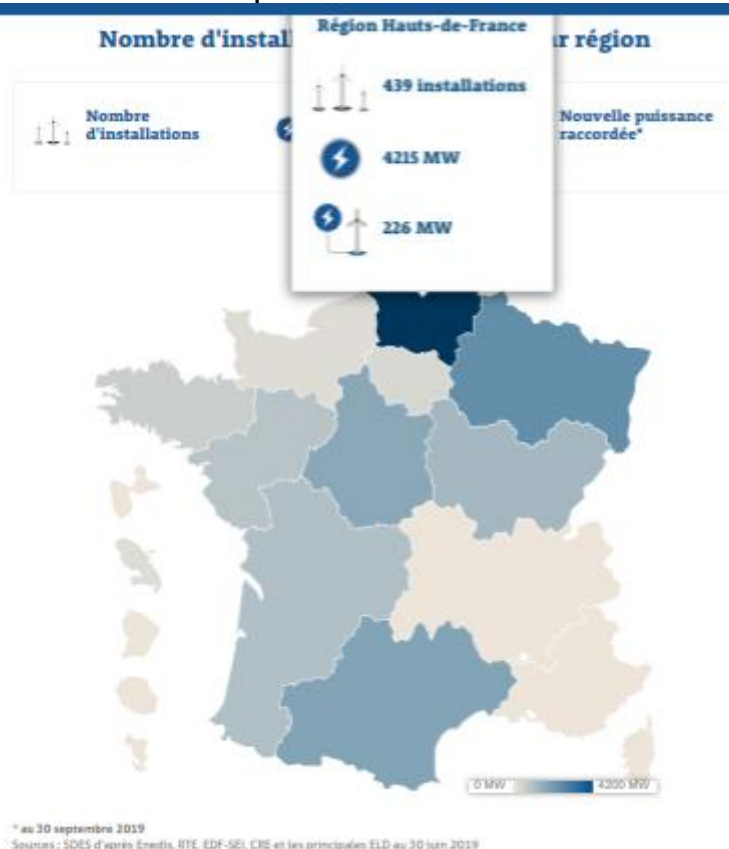 Région Hauts-de-France
Nombre d'instal
r région
439 installations
Nombre
d'installations
Nouvelle puissance
raccordée*
4215 MW
226 MW
0 MW
4200 MW
* au 30 septembre 2019
Sources : SDES d'après Enedis, RTE, EDF-SEI, CRE et les principales ELD au 30 juin 2019